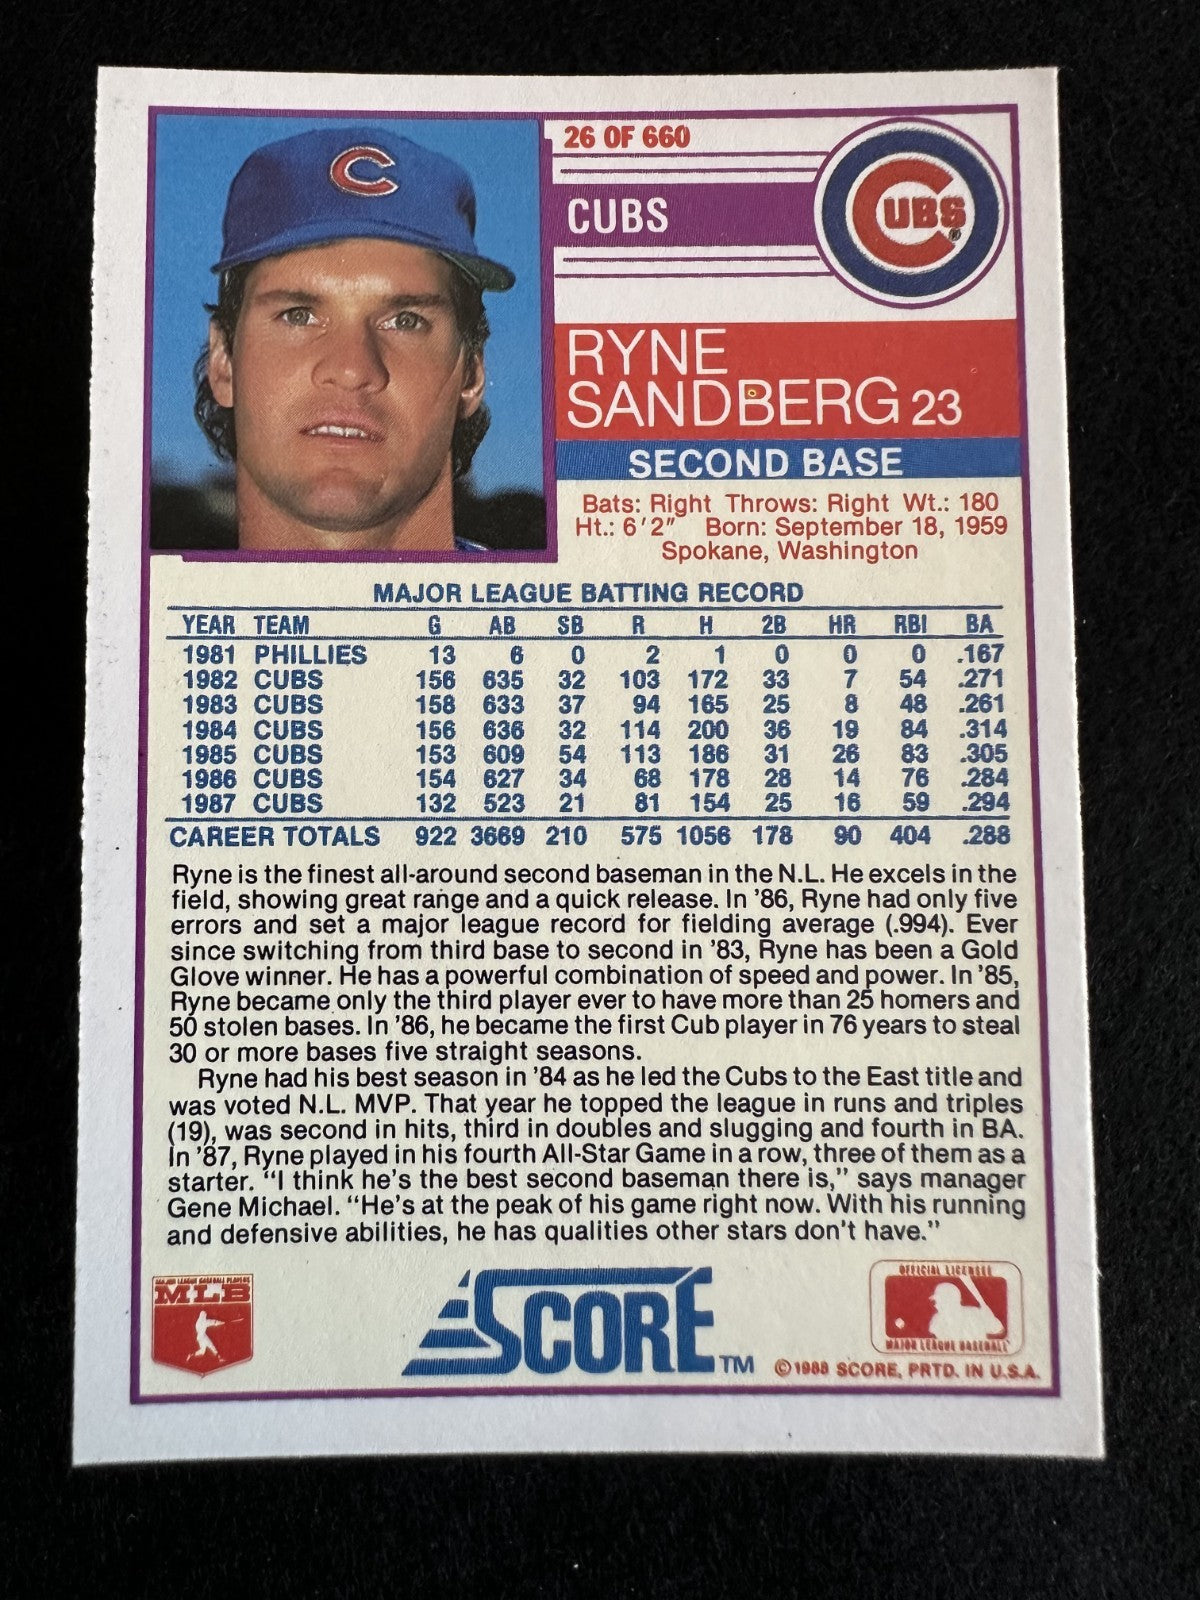 C
26 OF 660
CUBS
CUBS
®
RYNE
SANDBERG 23
SECOND BASE
Bats: Right Throws: Right Wt.: 180
Ht.: 6'2" Born: September 18, 1959
Spokane, Washington
MAJOR LEAGUE BATTING RECORD
YEAR TEAM G AB SB R H 2B HR RBI BA
1981 PHILLIES 13 6 0 2 1 0 0 0 .167
1982 CUBS 156 635 32 103 172 33 7 54 .271
1983 CUBS 158 633 37 94 165 25 8 48 .261
1984 CUBS 156 636 32 114 200 36 19 84 .314
1985 CUBS 153 609 54 113 186 31 26 83 .305
1986 CUBS 154 627 34 68 178 28 14 76 .284
1987 CUBS 132 523 21 81 154 25 16 59 .294
CAREER TOTALS 922 3669 210 575 1056 178 90 404 .288
Ryne is the finest all-around second baseman in the N.L. He excels in the
field, showing great range and a quick release. In '86, Ryne had only five
errors and set a major league record for fielding average (.994). Ever
since switching from third base to second in '83, Ryne has been a Gold
Glove winner. He has a powerful combination of speed and power. In '85,
Ryne became only the third player ever to have more than 25 homers and
50 stolen bases. In '86, he became the first Cub player in 76 years to steal
30 or more bases five straight seasons.
Ryne had his best season in '84 as he led the Cubs to the East title and
was voted N.L. MVP. That year he topped the league in runs and triples
(19), was second in hits, third in doubles and slugging and fourth in BA.
In '87, Ryne played in his fourth All-Star Game in a row, three of them as a
starter. "I think he's the best second baseman there is," says manager
Gene Michael. "He's at the peak of his game right now. With his running
and defensive abilities, he has qualities other stars don't have."
MAJOR LEAGUE BASEBALL PLAYERS
MLB
SCORE TM
OFFICIAL LICENSEE
MAJOR LEAGUE BASEBALL
©1988 SCORE, PRTD. IN U.S.A.